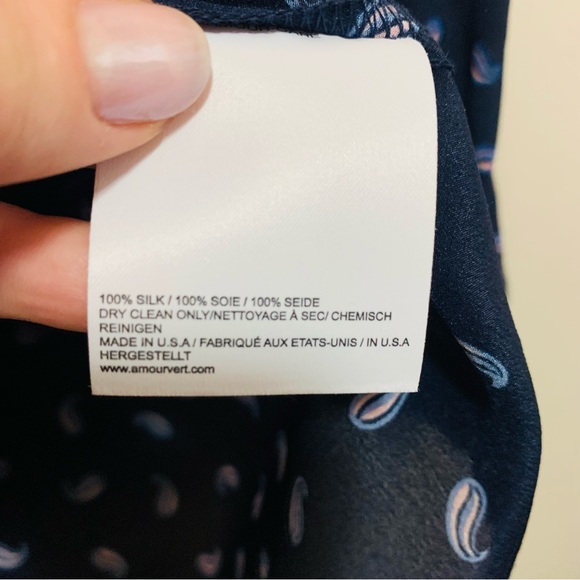 100% SILK / 100% SOIE / 100% SEIDE
DRY CLEAN ONLY/NETTOYAGE À SEC/ CHEMISCH
REINIGEN
MADE IN U.S.A / FABRIQUÉ AUX ETATS-UNIS / IN U.S.A
HERGESTELLT
www.amourvert.com